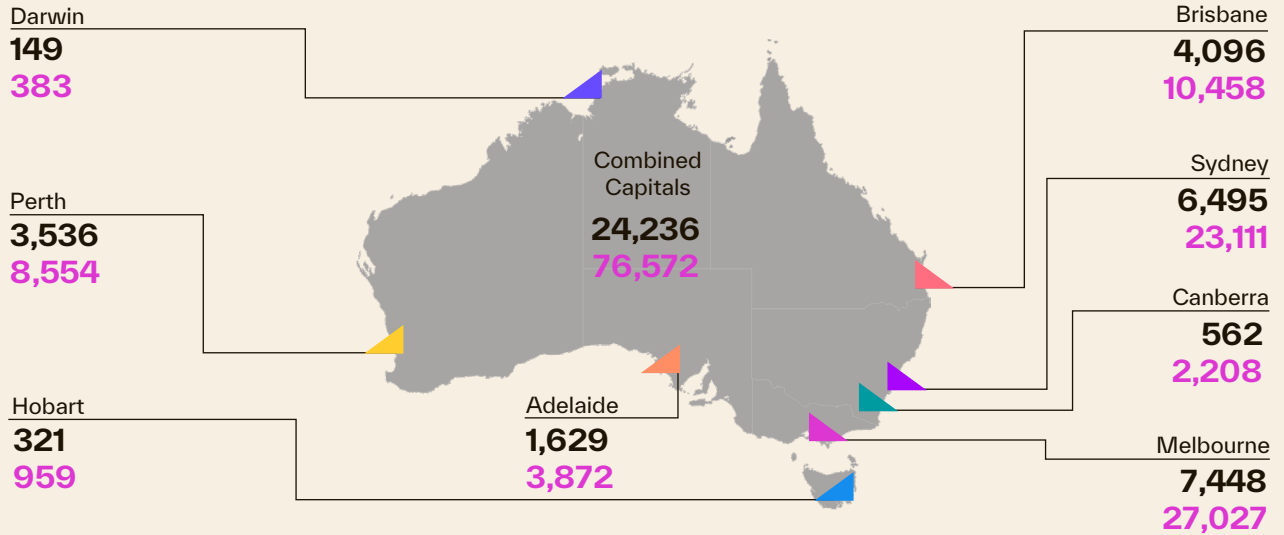 Darwin
149
383
Brisbane
4,096
10,458
Combined
Capitals
24,236
76,572
Sydney
6,495
23,111
Perth
3,536
8,554
Canberra
562
2,208
Hobart
321
959
Adelaide
1,629
3,872
Melbourne
7,448
27,027